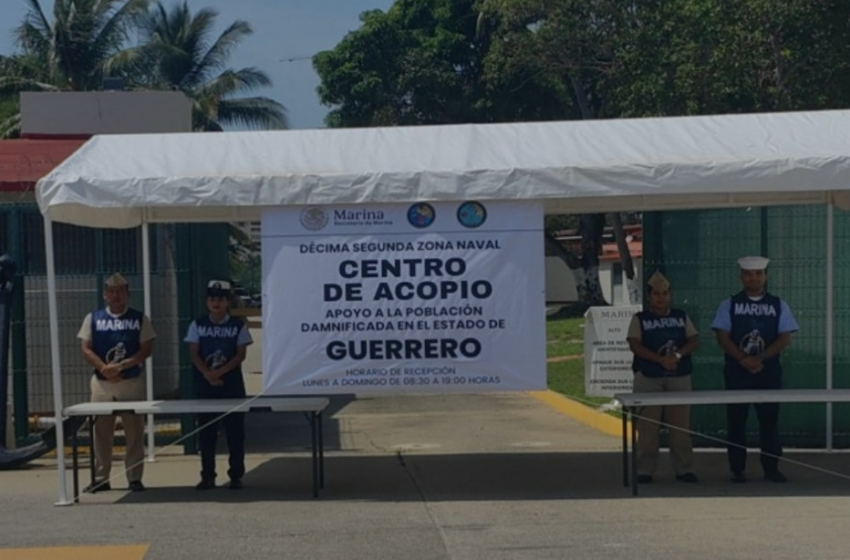 Marina
Secretaría de Marina
DÉCIMA SEGUNDA ZONA NAVAL
CENTRO
DE ACOPIO
APOYO A LA POBLACIÓN
DAMNIFICADA EN EL ESTADO DE
GUERRERO
HORARIO DE RECEPCIÓN
LUNES A DOMINGO DE 08:30 A 19:00 HORAS
MARINA
MARINA
MARINA
MARINA
MARINA
ALTO